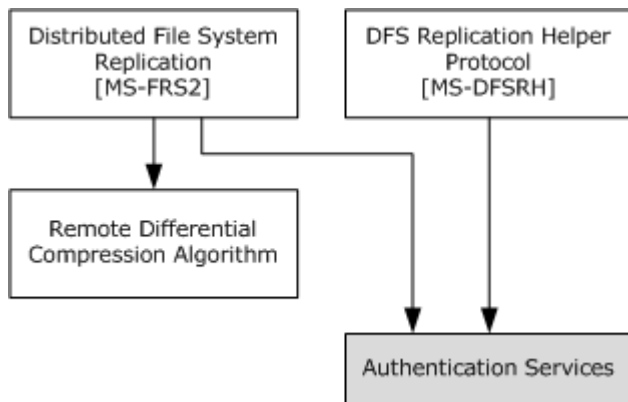 Distributed File System
Replication
[MS-FRS2]
DFS Replication Helper
Protocol
[MS-DFSRH]
Remote Differential
Compression Algorithm
Authentication Services